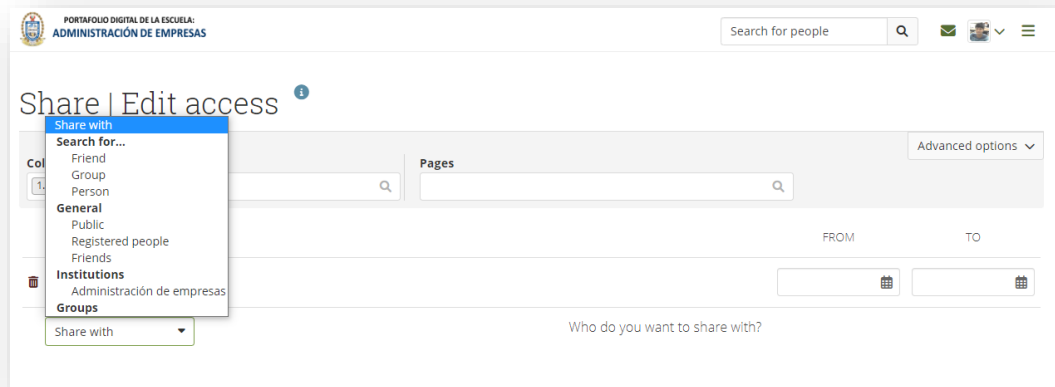 PORTAFOLIO DIGITAL DE LA ESCUELA:
ADMINISTRACIÓN DE EMPRESAS
Search for people
Share | Edit access
Advanced options
Share with
Search for...
Friend
Group
Person
General
Public
Registered people
Friends
Institutions
Administración de empresas
Groups
Col
1.
Pages
FROM
TO
Share with
Who do you want to share with?